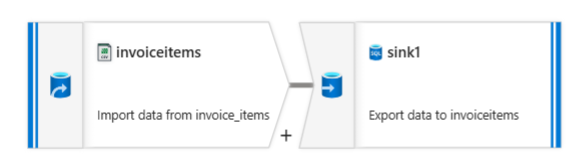 invoiceitems
Import data from invoice_items
+
sink1
Export data to invoiceitems